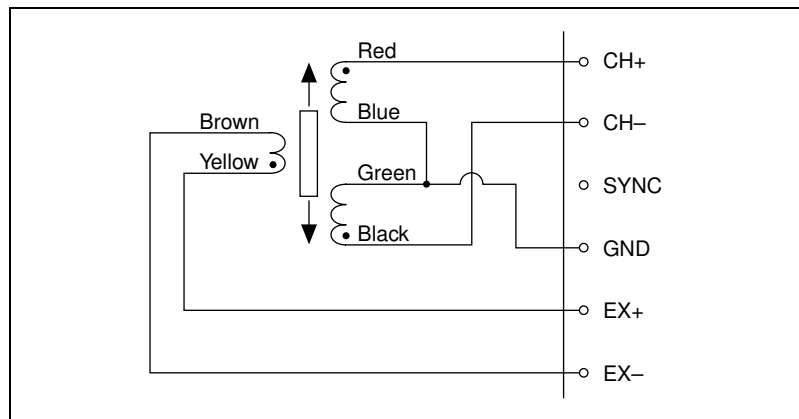 Red
CH+
Blue
CH–
Brown
Yellow
Green
SYNC
Black
GND
EX+
EX–